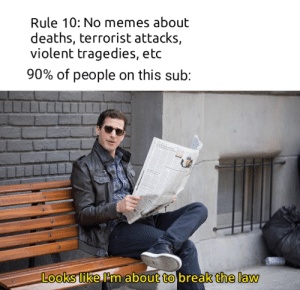 Rule 10: No memes about
deaths, terrorist attacks,
violent tragedies, etc
90% of people on this sub:
Looks like I'm about to break the law